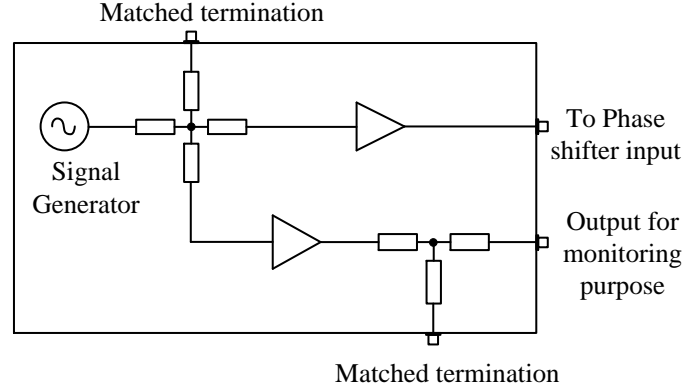 Matched termination
Signal
Generator
To Phase
shifter input
Output for
monitoring
purpose
Matched termination